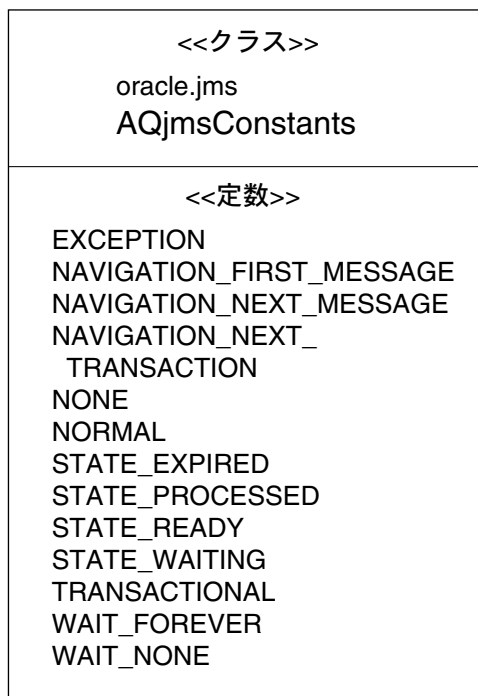 <<クラス>>
oracle.jms
AQjmsConstants
<<定数>>
EXCEPTION
NAVIGATION_FIRST_MESSAGE
NAVIGATION_NEXT_MESSAGE
NAVIGATION_NEXT_
TRANSACTION
NONE
NORMAL
STATE_EXPIRED
STATE_PROCESSED
STATE_READY
STATE_WAITING
TRANSACTIONAL
WAIT_FOREVER
WAIT_NONE